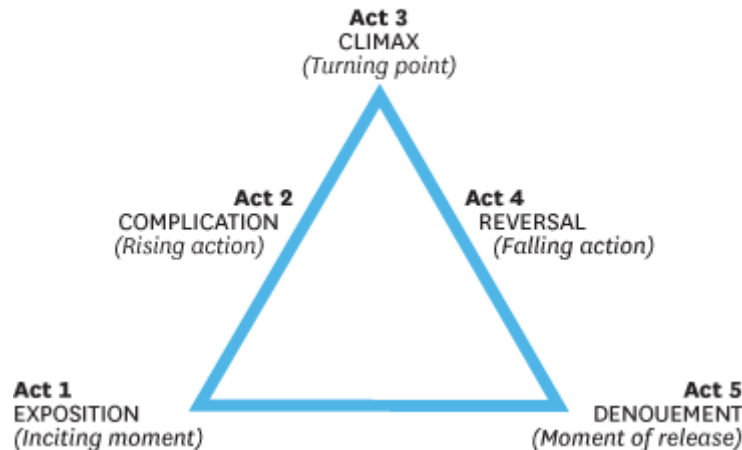 Act 3
CLIMAX
(Turning point)
Act 2
COMPLICATION
(Rising action)
Act 4
REVERSAL
(Falling action)
Act 1
EXPOSITION
(Inciting moment)
Act 5
DENOUEMENT
(Moment of release)